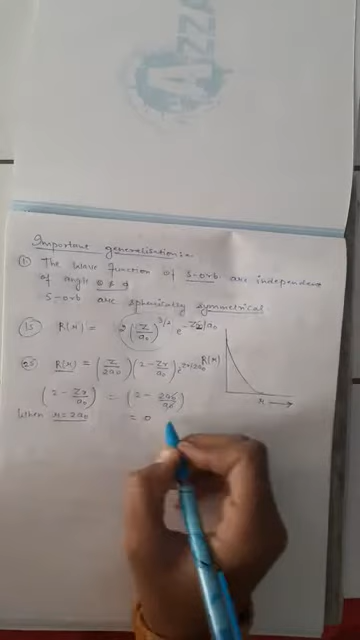 Important generalisation:-
① The wave function of s-orb are independent
of angle θ & ϕ
S-orb are spherically symmetrical
①S R(r) = 2(Z/a₀)^3/2 e^-Zr/a₀
②S R(r) = (Z/2a₀)(2-Zr/a₀)e^Zr/2a₀ R(r)
(2-Zr/a₀) = (2-2a₀/a₀)
When r=2a₀ = 0
r →